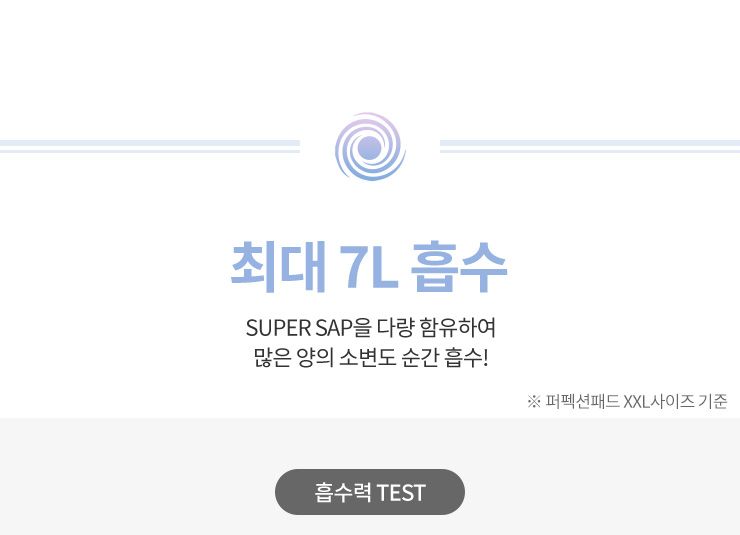 최대 7L 흡수
SUPER SAP을 다량 함유하여
많은 양의 소변도 순간 흡수!
※ 퍼펙션패드 XXL사이즈 기준
흡수력 TEST